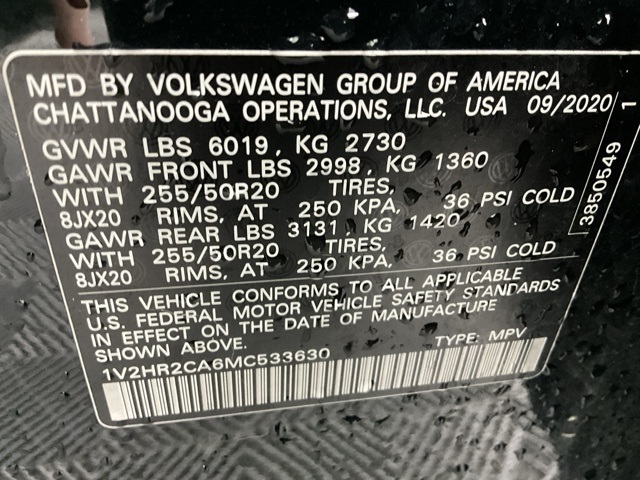 MFD BY VOLKSWAGEN GROUP OF AMERICA
CHATTANOOGA OPERATIONS, LLC. USA 09/2020
GVWR LBS 6019, KG 2730
GAWR FRONT LBS 2998, KG 1360
WITH 255/50R20 TIRES,
8JX20 RIMS, AT 250 KPA, 36 PSI COLD
GAWR REAR LBS 3131, KG 1420
WITH 255/50R20 TIRES,
8JX20 RIMS, AT 250 KPA, 36 PSI COLD
THIS VEHICLE CONFORMS TO ALL APPLICABLE
U.S. FEDERAL MOTOR VEHICLE SAFETY STANDARDS
IN EFFECT ON THE DATE OF MANUFACTURE
SHOWN ABOVE.
TYPE: MPV
1V2HR2CA6MC533630
3850549 1